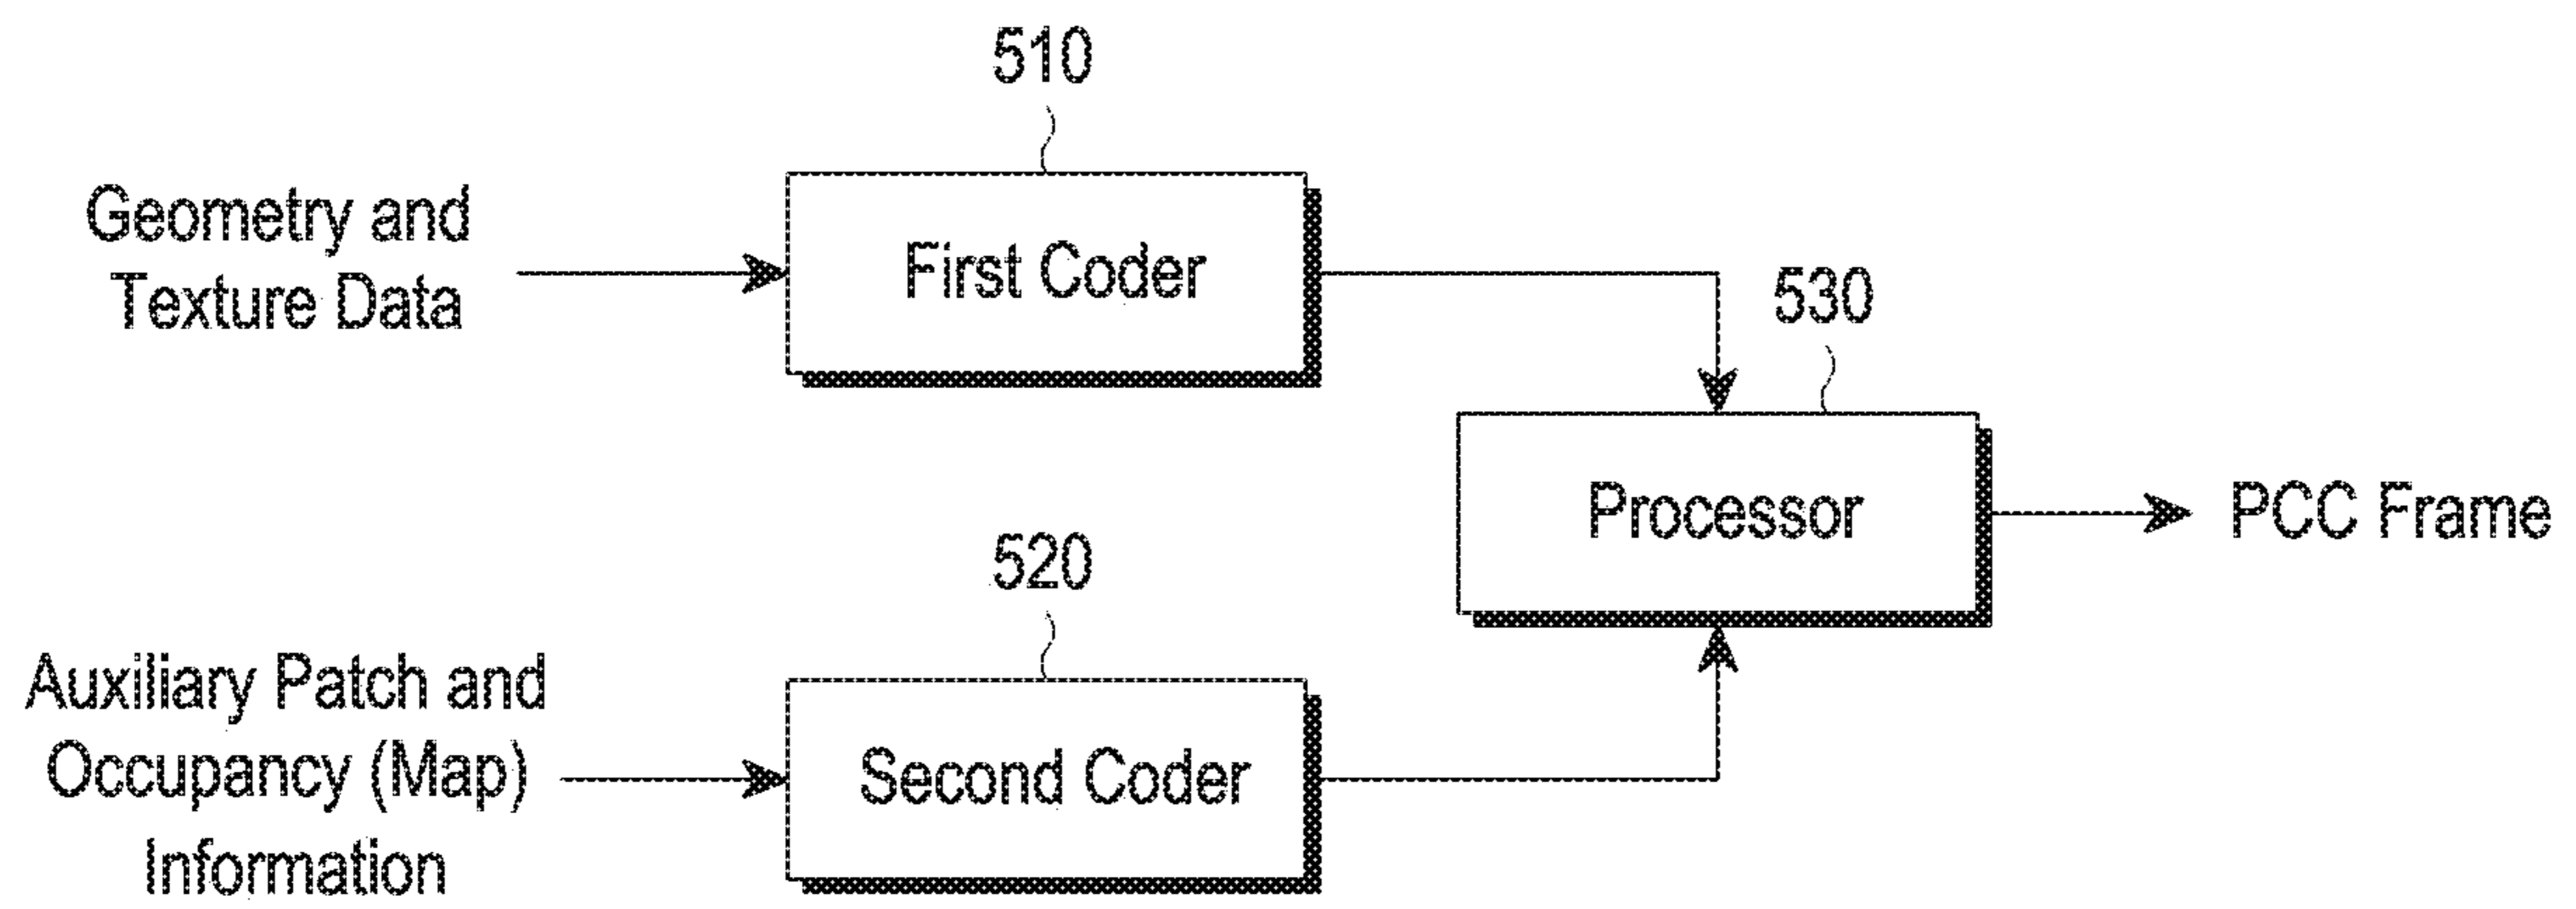 510
Geometry and
Texture Data
First Coder
530
Processor
PCC Frame
520
Auxiliary Patch and
Occupancy (Map)
Information
Second Coder